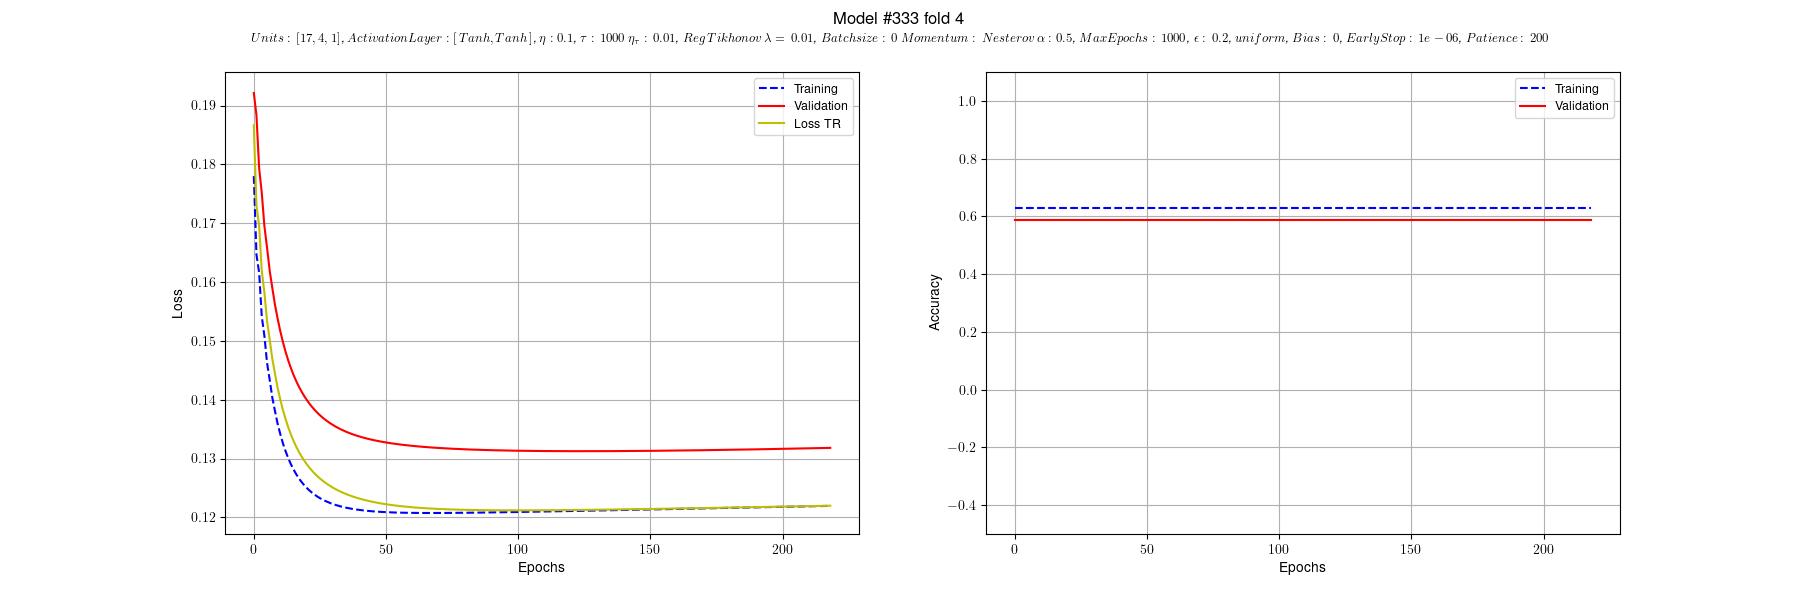 Model #333 fold 4
Units : [17, 4, 1], ActivationLayer : [Tanh, Tanh], η : 0.1, τ : 1000 ητ : 0.01, RegTikhonov λ = 0.01, Batchsize : 0 Momentum : Nesterov α : 0.5, MaxEpochs : 1000, ϵ : 0.2, uniform, Bias : 0, EarlyStop : 1e − 06, Patience : 200
Training
Validation
Loss TR
0.19
0.18
0.17
0.16
0.15
0.14
0.13
0.12
Loss
0 50 100 150 200
Epochs
Training
Validation
1.0
0.8
0.6
0.4
0.2
0.0
−0.2
−0.4
Accuracy
0 50 100 150 200
Epochs